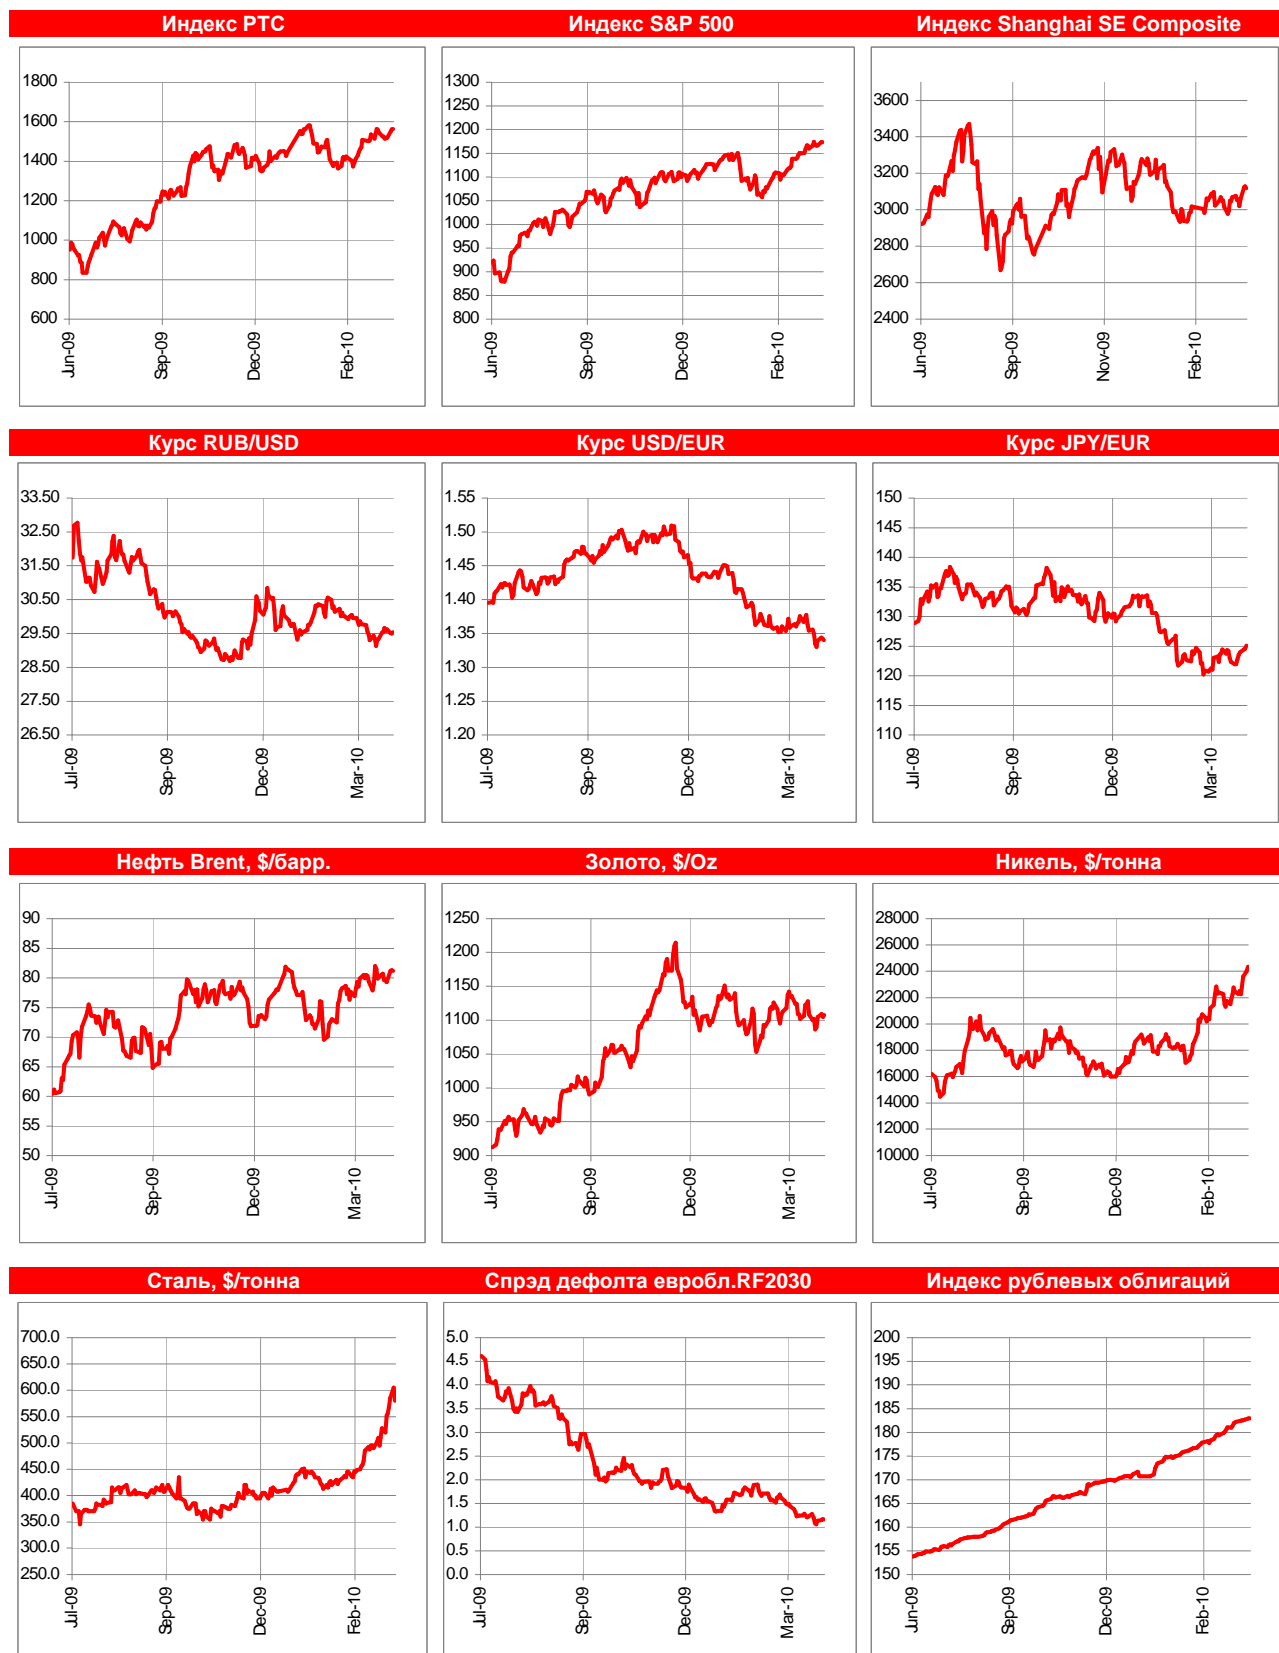 Индекс РТС
1800
1600
1400
1200
1000
800
600
Jun-09
Sep-09
Dec-09
Feb-10
Индекс S&P 500
1300
1250
1200
1150
1100
1050
1000
950
900
850
800
Jun-09
Sep-09
Dec-09
Feb-10
Индекс Shanghai SE Composite
3600
3400
3200
3000
2800
2600
2400
Jun-09
Sep-09
Nov-09
Feb-10
Курс RUB/USD
33.50
32.50
31.50
30.50
29.50
28.50
27.50
26.50
Jul-09
Sep-09
Dec-09
Mar-10
Курс USD/EUR
1.55
1.50
1.45
1.40
1.35
1.30
1.25
1.20
Jul-09
Sep-09
Dec-09
Mar-10
Курс JPY/EUR
150
145
140
135
130
125
120
115
110
Jul-09
Sep-09
Dec-09
Mar-10
Нефть Brent, $/барр.
90
85
80
75
70
65
60
55
50
Jul-09
Sep-09
Dec-09
Mar-10
Золото, $/Oz
1250
1200
1150
1100
1050
1000
950
900
Jul-09
Sep-09
Dec-09
Mar-10
Никель, $/тонна
28000
26000
24000
22000
20000
18000
16000
14000
12000
10000
Jul-09
Sep-09
Dec-09
Feb-10
Сталь, $/тонна
700.0
650.0
600.0
550.0
500.0
450.0
400.0
350.0
300.0
250.0
Jul-09
Sep-09
Dec-09
Feb-10
Спрэд дефолта евробл.RF2030
5.0
4.5
4.0
3.5
3.0
2.5
2.0
1.5
1.0
0.5
0.0
Jul-09
Sep-09
Dec-09
Mar-10
Индекс рублевых облигаций
200
195
190
185
180
175
170
165
160
155
150
Jun-09
Sep-09
Dec-09
Feb-10